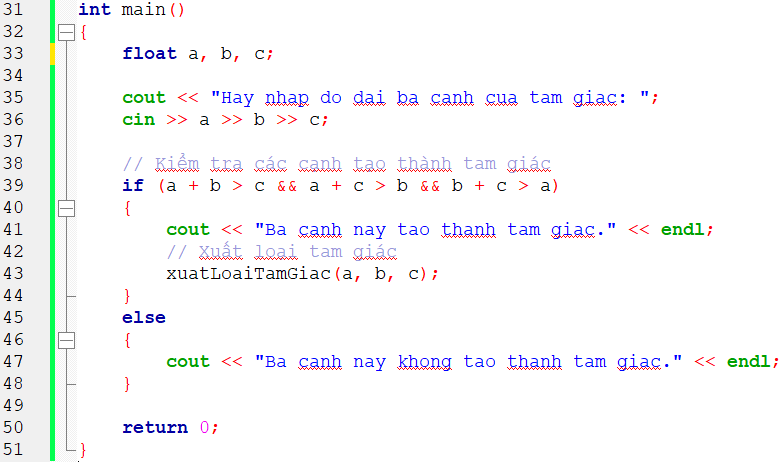 31 int main()
32 {
33     float a, b, c;
34
35     cout << "Hay nhap do dai ba canh cua tam giac: ";
36     cin >> a >> b >> c;
37
38     // Kiểm tra các cạnh tạo thành tam giác
39     if (a + b > c && a + c > b && b + c > a)
40     {
41         cout << "Ba canh nay tao thanh tam giac." << endl;
42         // Xuất loại tam giác
43         xuatLoaiTamGiac(a, b, c);
44     }
45     else
46     {
47         cout << "Ba canh nay khong tao thanh tam giac." << endl;
48     }
49
50     return 0;
51 }